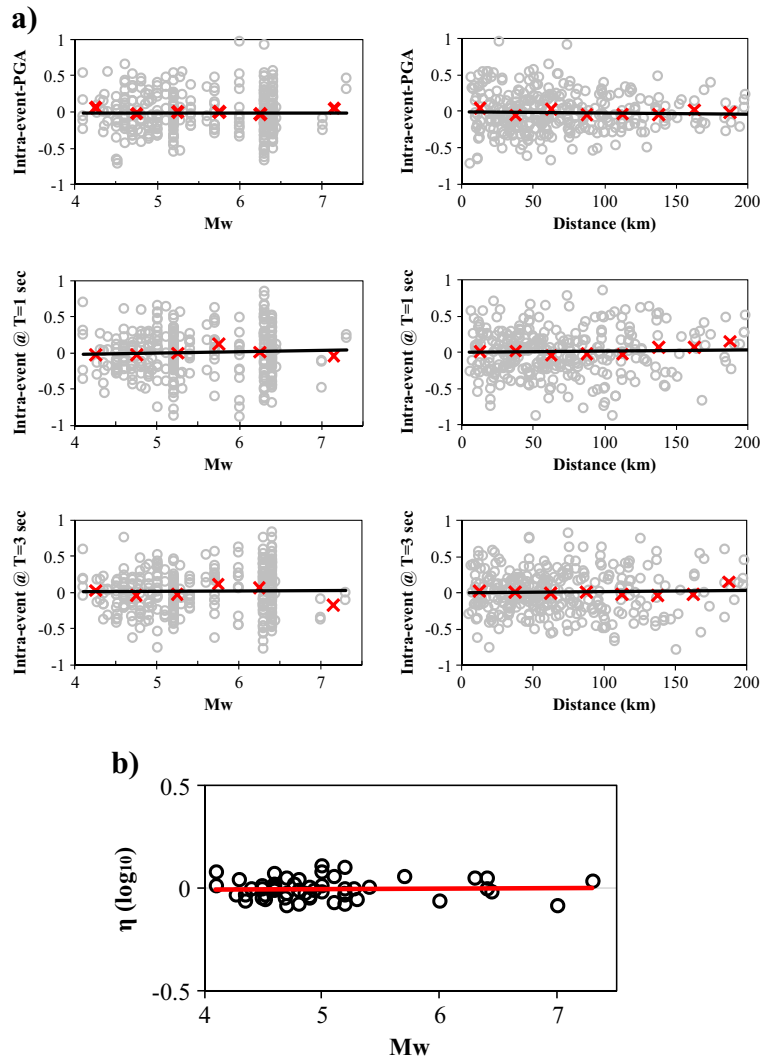 a)
Intra-event-PGA
1
0.5
0
-0.5
-1
4 5 6 7
Mw
Intra-event-PGA
1
0.5
0
-0.5
-1
0 50 100 150 200
Distance (km)
Intra-event @ T=1 sec
1
0.5
0
-0.5
-1
4 5 6 7
Mw
Intra-event @ T=1 sec
1
0.5
0
-0.5
-1
0 50 100 150 200
Distance (km)
Intra-event @ T=3 sec
1
0.5
0
-0.5
-1
4 5 6 7
Mw
Intra-event @ T=3 sec
1
0.5
0
-0.5
-1
0 50 100 150 200
Distance (km)
b)
η (log10)
0.5
0
-0.5
4 5 6 7
Mw